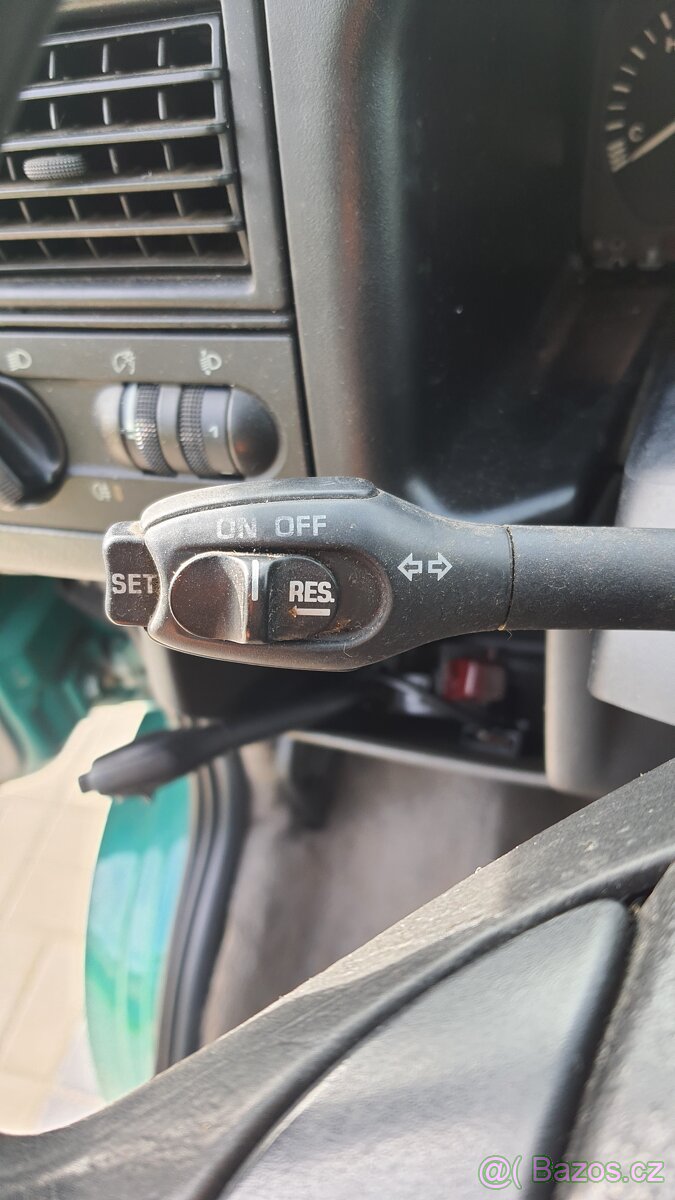 ON OFF
SET
RES.
C
@( Bazos.cz